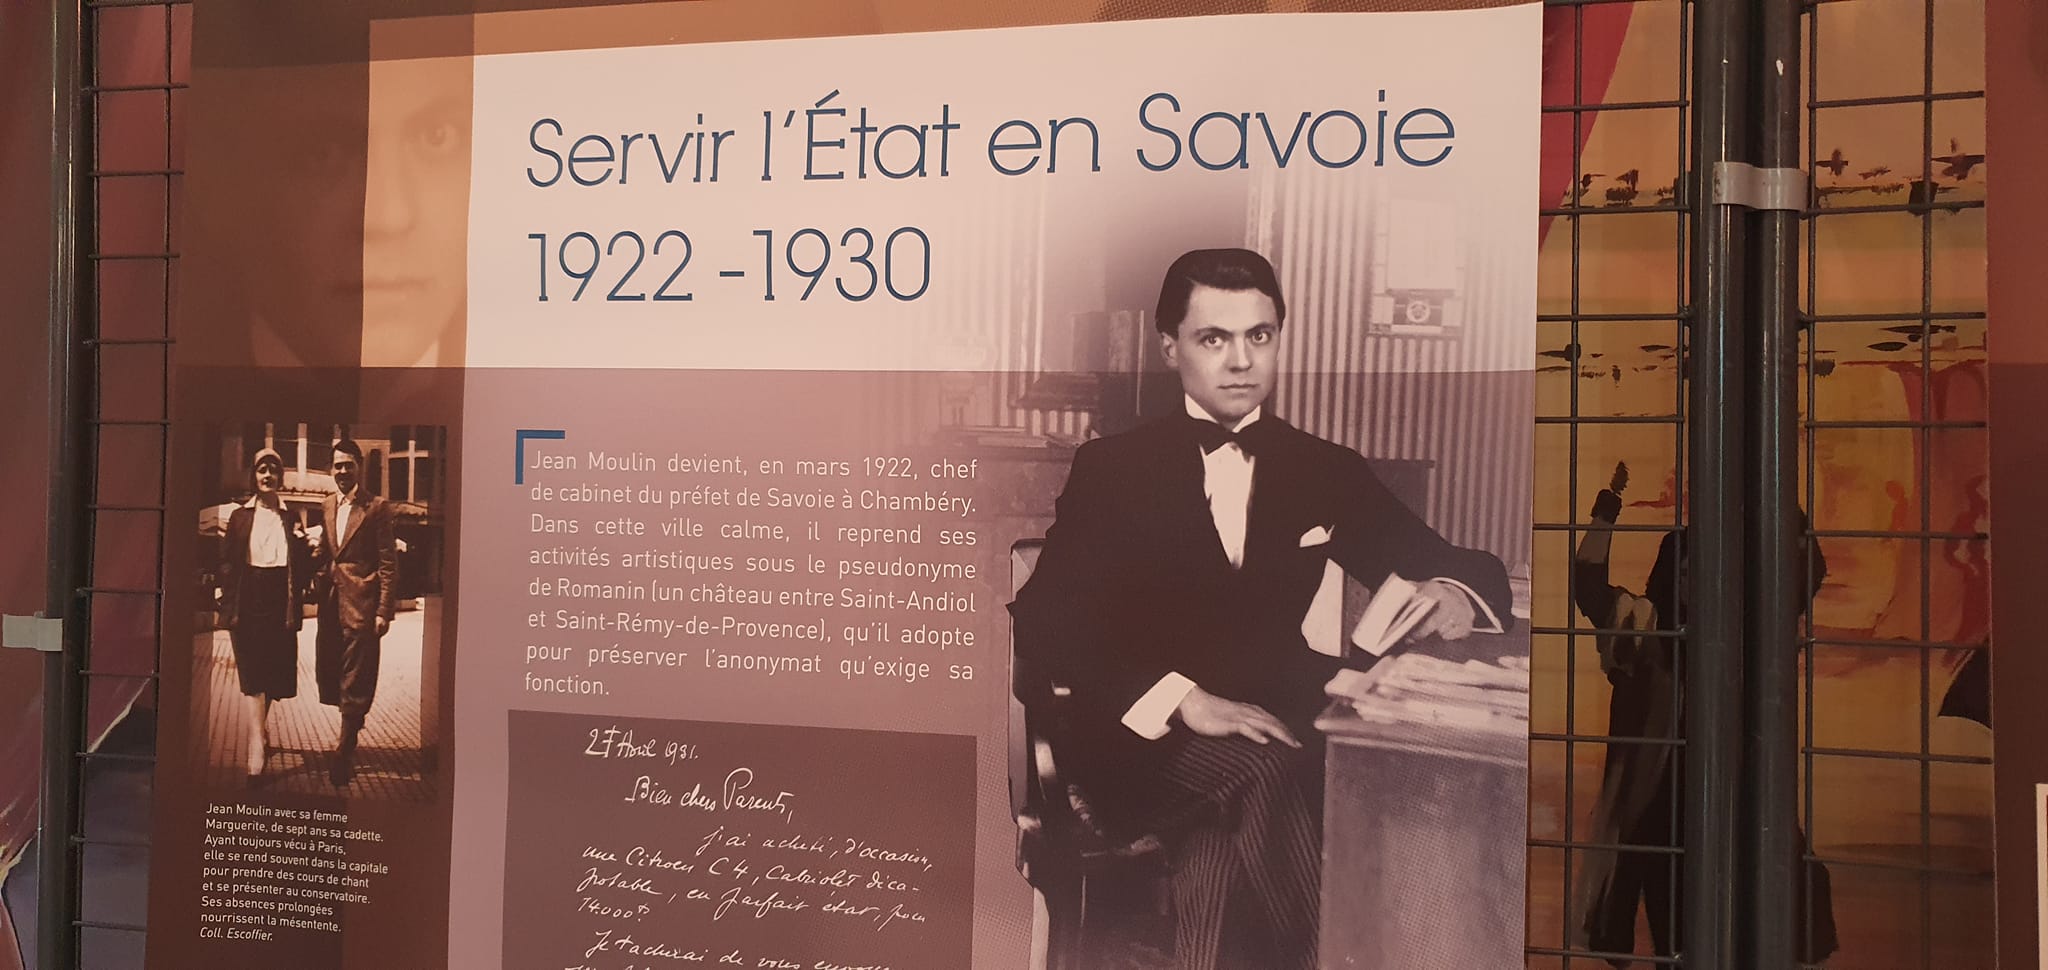 Servir l'État en Savoie
1922 -1930
Jean Moulin devient, en mars 1922, chef
de cabinet du préfet de Savoie à Chambéry.
Dans cette ville calme, il reprend ses
activités artistiques sous le pseudonyme
de Romanin (un château entre Saint-Andiol
et Saint-Rémy-de-Provence), qu'il adopte
pour préserver l'anonymat qu'exige sa
fonction.
27 Avril 1931.
Bien chers Parents,
j'ai acheté, d'occasion,
une Citroen C4, Cabriolet déca-
potable, en parfait état, pour
14.000 frs
Je tacherai de vous
Jean Moulin avec sa femme
Marguerite, de sept ans sa cadette.
Ayant toujours vécu à Paris,
elle se rend souvent dans la capitale
pour prendre des cours de chant
et se présenter au conservatoire.
Ses absences prolongées
nourrissent la mésentente.
Coll. Escoffier.